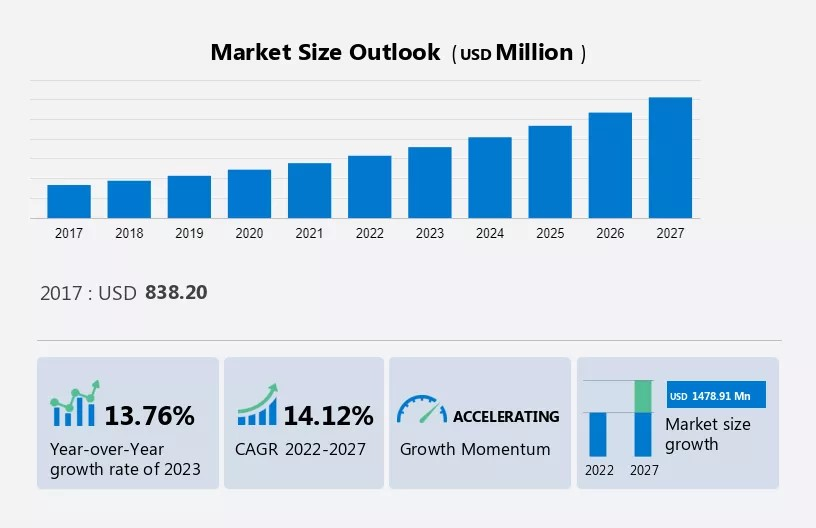 Market Size Outlook ( USD Million )
2017 2018 2019 2020 2021 2022 2023 2024 2025 2026 2027
2017 : USD 838.20
13.76%
Year-over-Year
growth rate of 2023
14.12%
CAGR 2022-2027
ACCELERATING
Growth Momentum
USD 1478.91 Mn
Market size
growth
2022 2027